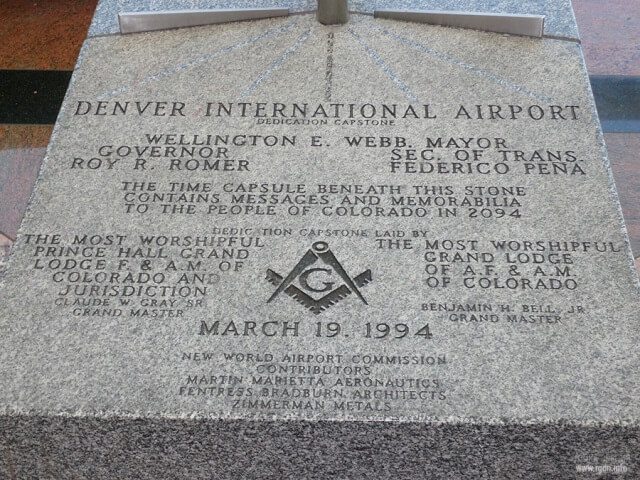 DENVER INTERNATIONAL AIRPORT
DEDICATION CAPSTONE
WELLINGTON E. WEBB. MAYOR
GOVERNOR
ROY R. ROMER
SEC. OF TRANS.
FEDERICO PEÑA
THE TIME CAPSULE BENEATH THIS STONE
CONTAINS MESSAGES AND MEMORABILIA
TO THE PEOPLE OF COLORADO IN 2094
DEDICATION CAPSTONE LAID BY
THE MOST WORSHIPFUL
PRINCE HALL GRAND
LODGE F. & A.M. OF
COLORADO AND
JURISDICTION
CLAUDE W. GRAY SR.
GRAND MASTER
G
THE MOST WORSHIPFUL
GRAND LODGE
OF A.F. & A.M.
OF COLORADO
BENJAMIN H. BELL, JR.
GRAND MASTER
MARCH 19. 1994
NEW WORLD AIRPORT COMMISSION
CONTRIBUTORS
MARTIN MARIETTA AERONAUTICS
FENTRESS BRADBURN ARCHITECTS
ZIMMERMAN METALS